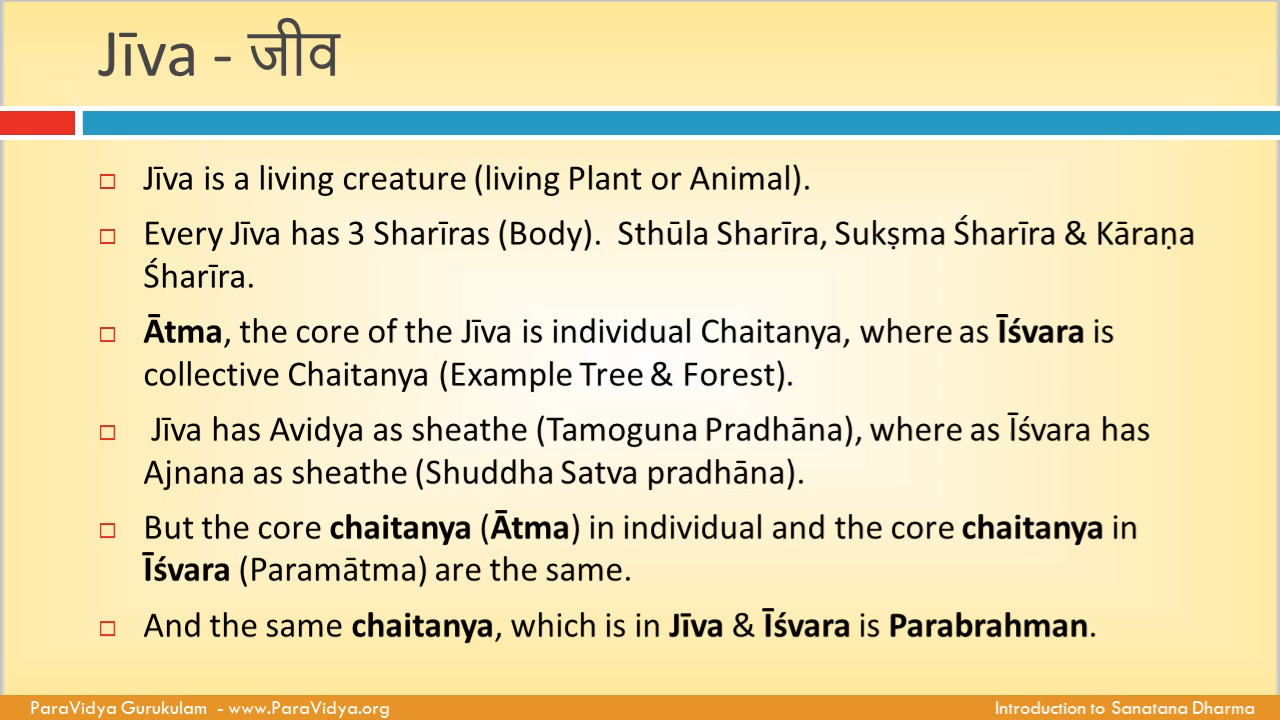 Jīva - जीव
Jīva is a living creature (living Plant or Animal).
Every Jīva has 3 Sharīras (Body).  Sthūla Sharīra, Sukṣma Śharīra & Kāraṇa
Śharīra.
Ātma, the core of the Jīva is individual Chaitanya, where as Īśvara is
collective Chaitanya (Example Tree & Forest).
Jīva has Avidya as sheathe (Tamoguna Pradhāna), where as Īśvara has
Ajnana as sheathe (Shuddha Satva pradhāna).
But the core chaitanya (Ātma) in individual and the core chaitanya in
Īśvara (Paramātma) are the same.
And the same chaitanya, which is in Jīva & Īśvara is Parabrahman.
ParaVidya Gurukulam  - www.ParaVidya.org
Introduction to Sanatana Dharma